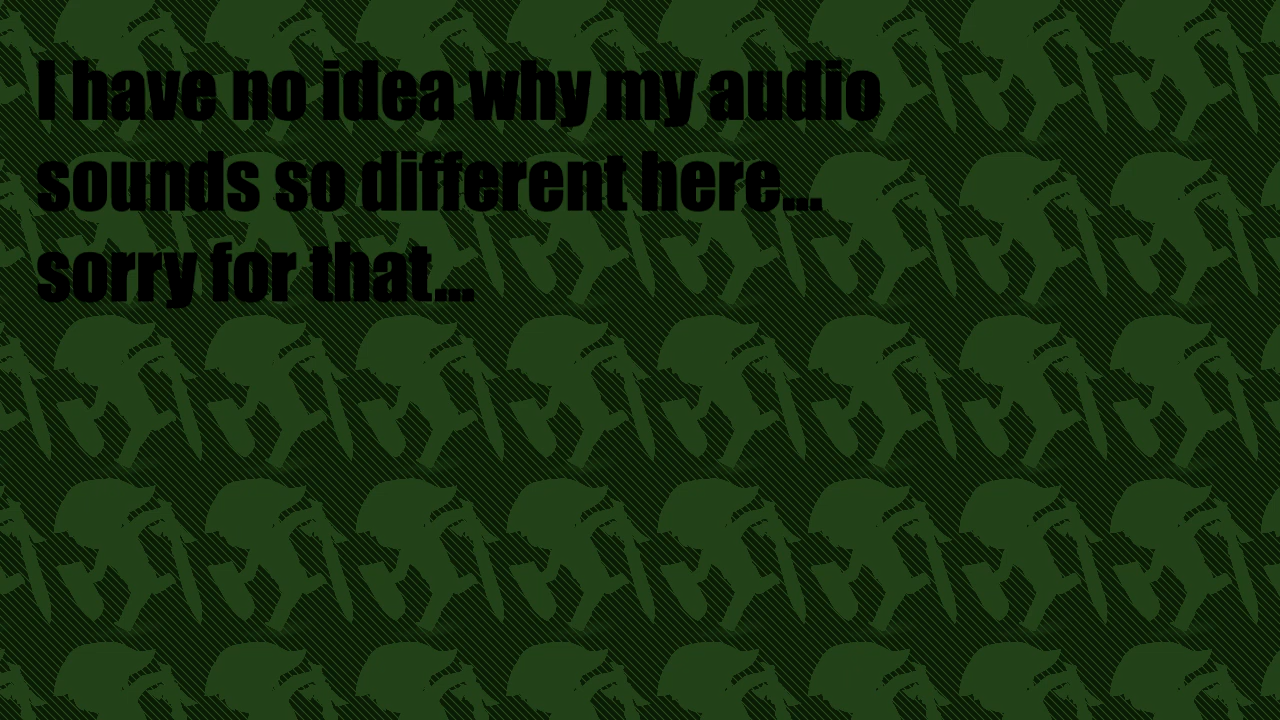 I have no idea why my audio
sounds so different here...
sorry for that...